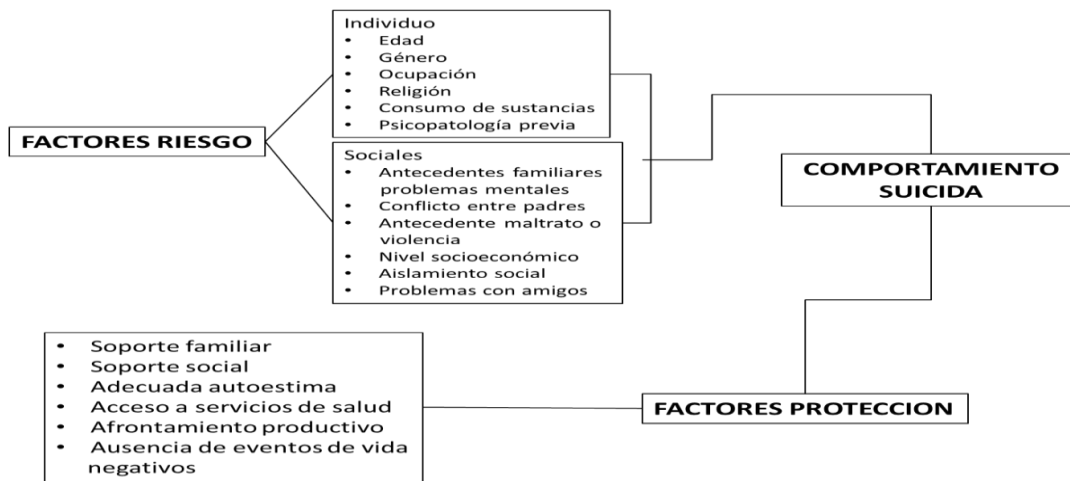 Individuo
• Edad
• Género
• Ocupación
• Religión
• Consumo de sustancias
• Psicopatología previa
FACTORES RIESGO
Sociales
• Antecedentes familiares
problemas mentales
• Conflicto entre padres
• Antecedente maltrato o
violencia
• Nivel socioeconómico
• Aislamiento social
• Problemas con amigos
COMPORTAMIENTO
SUICIDA
• Soporte familiar
• Soporte social
• Adecuada autoestima
• Acceso a servicios de salud
• Afrontamiento productivo
• Ausencia de eventos de vida
negativos
FACTORES PROTECCION